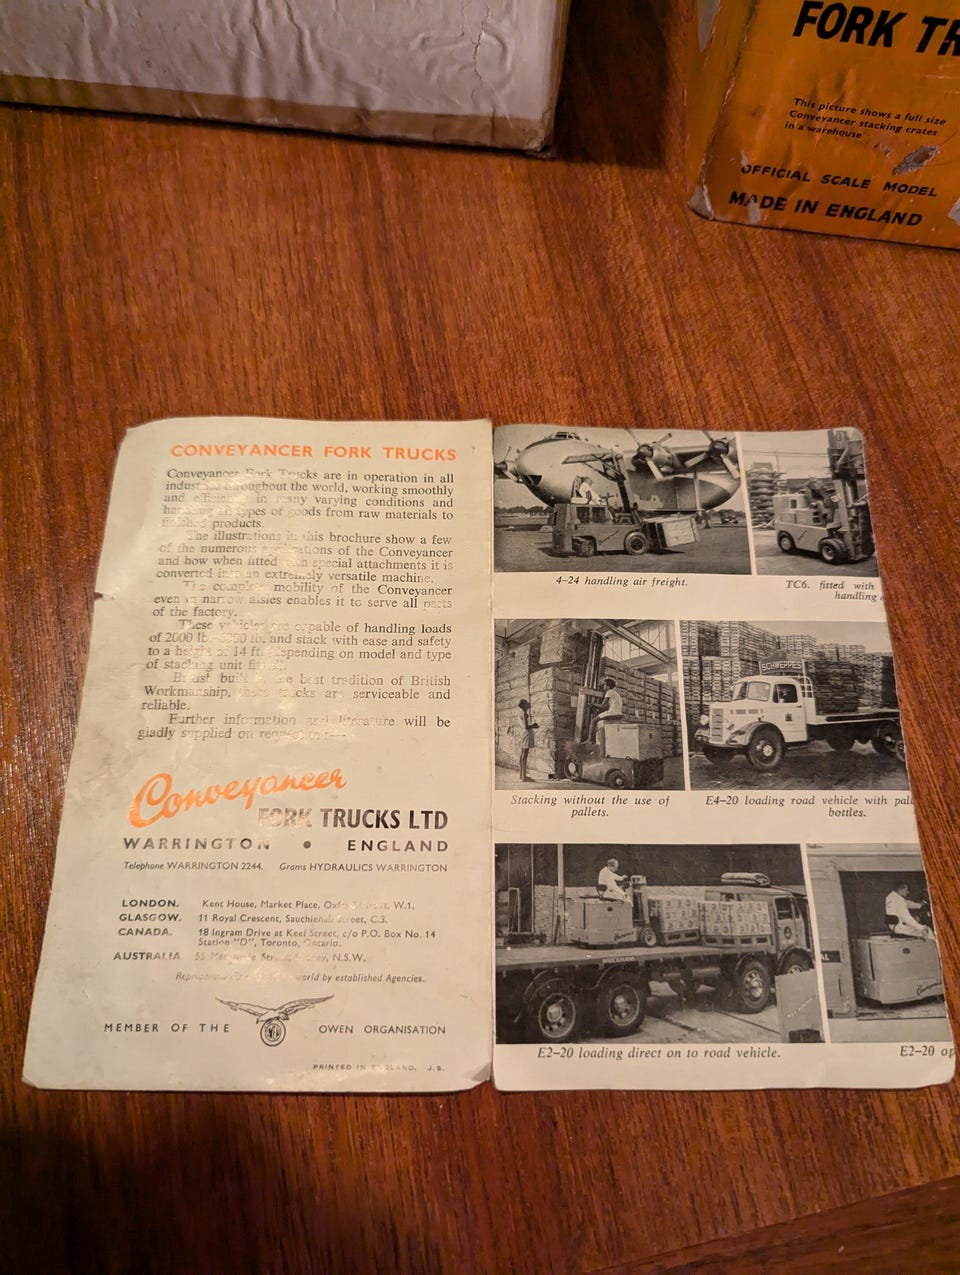 FORK TR
This picture shows a full size
Conveyancer stacking crates
in a warehouse
OFFICIAL SCALE MODEL
MADE IN ENGLAND
CONVEYANCER FORK TRUCKS
Conveyancer Fork Trucks are in operation in all
throughout the world, working smoothly
and in many varying conditions and
all types of goods from raw materials to
products.
The illustrations in this brochure show a few
of the numerous of the Conveyancer
and how when fitted special attachments it is
converted into an extremely versatile machine.
The complete mobility of the Conveyancer
even in narrow aisles enables it to serve all parts
of the factory.
These vehicles are capable of handling loads
of 2000 lb. and stack with ease and safety
to a height of 14 ft. (depending on model and type
of stacking unit
British built in the best tradition of British
Workmanship, these trucks are serviceable and
reliable.
Further information and literature will be
gladly supplied on request
Conveyancer
FORK TRUCKS LTD
WARRINGTON • ENGLAND
Telephone WARRINGTON 2244. Grams HYDRAULICS WARRINGTON
LONDON. Kent House, Market Place, W.1.
GLASGOW. 11 Royal Crescent, Sauchiehall Street, C.3.
CANADA. 18 Ingram Drive at Keel Street, c/o P.O. Box No. 14
Station "D", Toronto, Ontario.
AUSTRALIA. 55 N.S.W.
world by established Agencies.
MEMBER OF THE OWEN ORGANISATION
PRINTED IN ENGLAND. J.B.
4-24 handling air freight.
TC6. fitted with
handling
Stacking without the use of
pallets.
SCHWEPPES
E4-20 loading road vehicle with pal
bottles.
E2-20 loading direct on to road vehicle.
E2-20 op